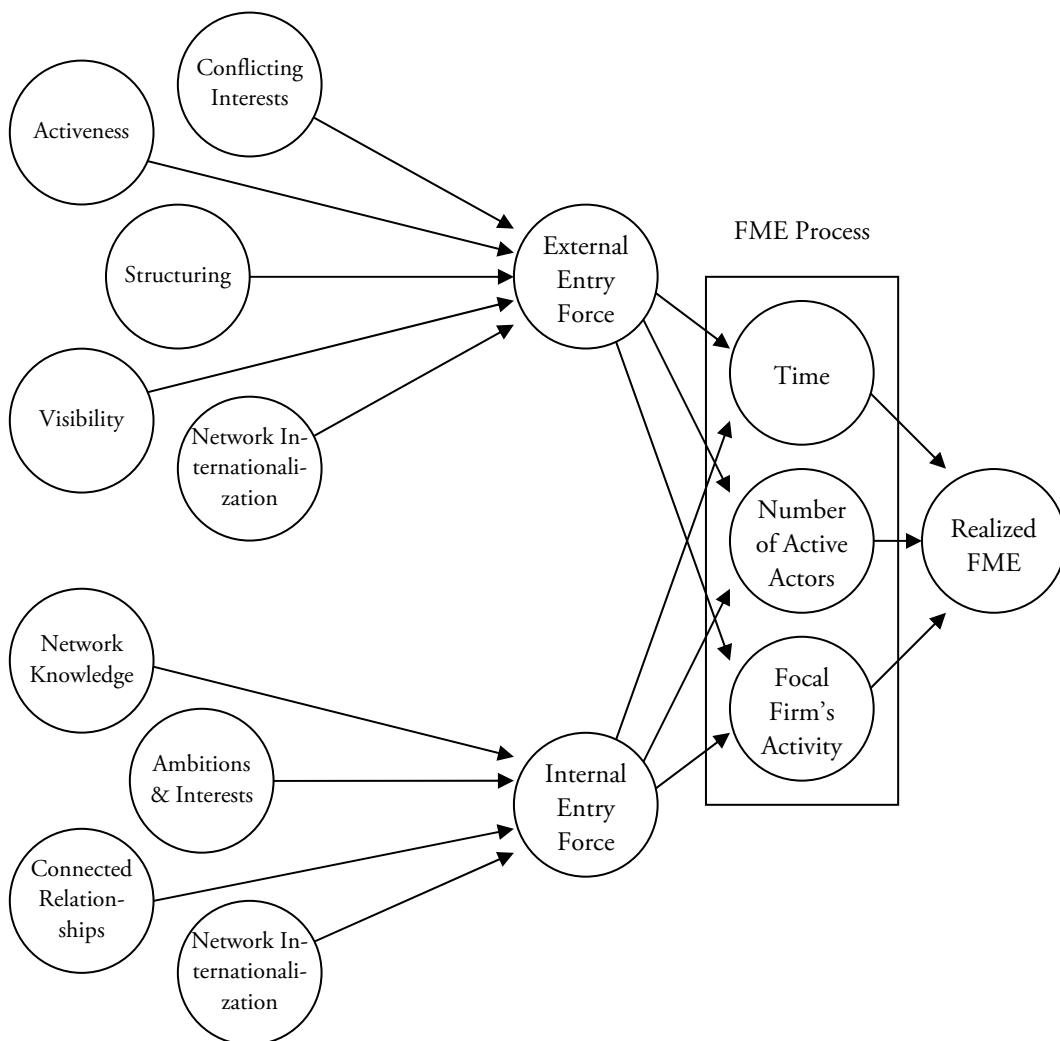 Conflicting
Interests
Activeness
Structuring
Visibility
Network In-
ternationali-
zation
External
Entry
Force
FME Process
Time
Number
of Active
Actors
Focal
Firm's
Activity
Realized
FME
Network
Knowledge
Ambitions
& Interests
Connected
Relation-
ships
Network In-
ternationali-
zation
Internal
Entry
Force